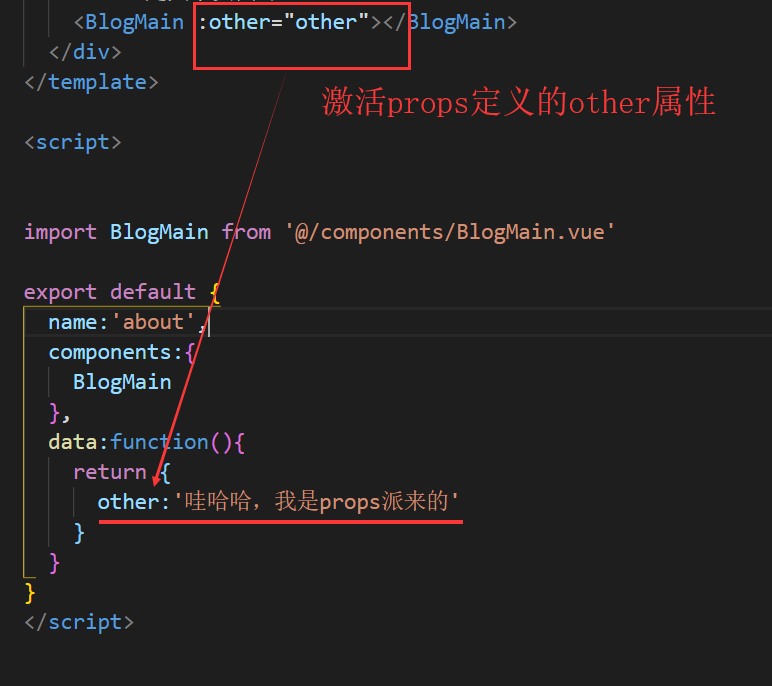 <BlogMain :other="other"></BlogMain>
</div>
</template>
激活props定义的other属性
<script>
import BlogMain from '@/components/BlogMain.vue'
export default {
name:'about',
components:{
BlogMain
},
data:function(){
return {
other:'哇哈哈，我是props派来的'
}
}
}
</script>